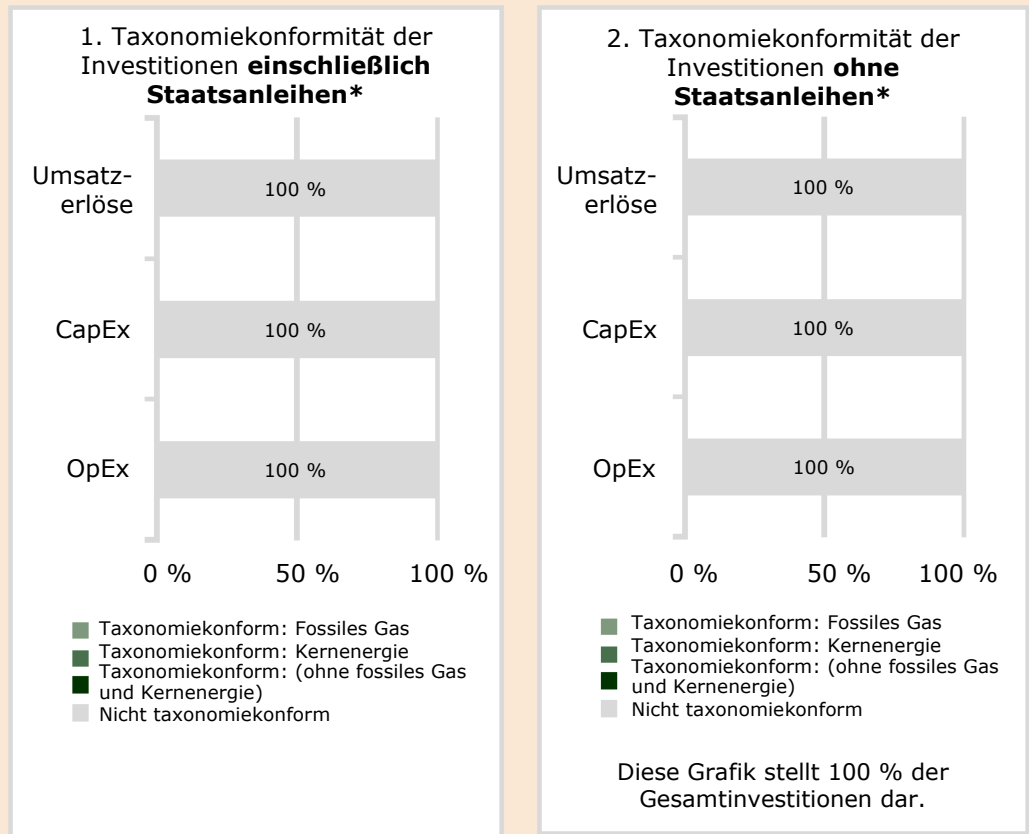 1. Taxonomiekonformität der
Investitionen einschließlich
Staatsanleihen*
Umsatz-
erlöse
100 %
CapEx
100 %
OpEx
100 %
0 % 50 % 100 %
Taxonomiekonform: Fossiles Gas
Taxonomiekonform: Kernenergie
Taxonomiekonform: (ohne fossiles Gas
und Kernenergie)
Nicht taxonomiekonform
2. Taxonomiekonformität der
Investitionen ohne
Staatsanleihen*
Umsatz-
erlöse
100 %
CapEx
100 %
OpEx
100 %
0 % 50 % 100 %
Taxonomiekonform: Fossiles Gas
Taxonomiekonform: Kernenergie
Taxonomiekonform: (ohne fossiles Gas
und Kernenergie)
Nicht taxonomiekonform
Diese Grafik stellt 100 % der
Gesamtinvestitionen dar.